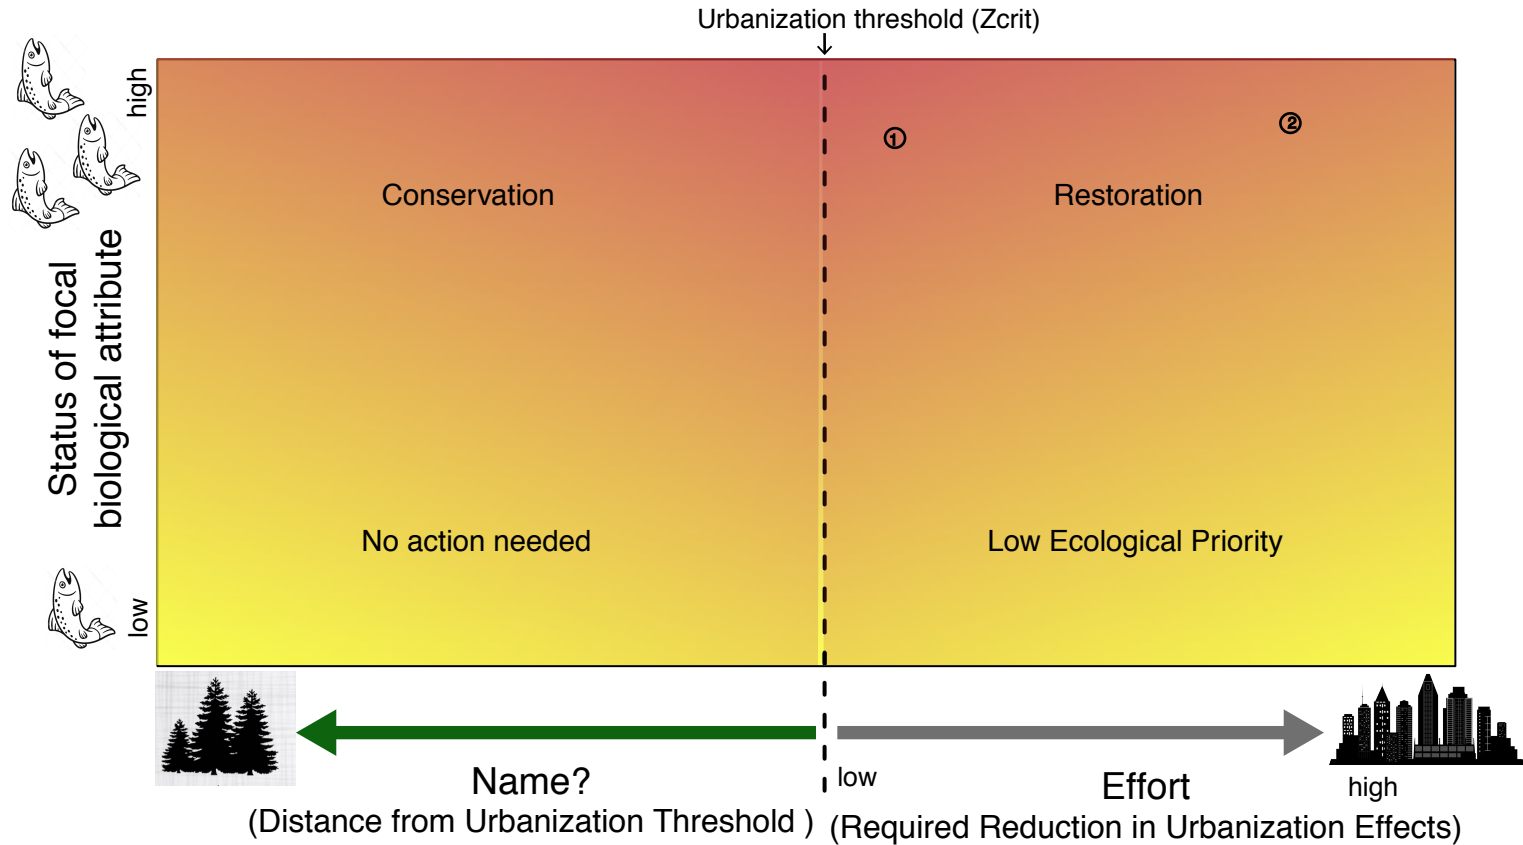 Urbanization threshold (Zcrit)
high
①
②
Conservation
Restoration
Status of focal
biological attribute
No action needed
Low Ecological Priority
low
Name?
(Distance from Urbanization Threshold )
low
Effort
high
(Required Reduction in Urbanization Effects)